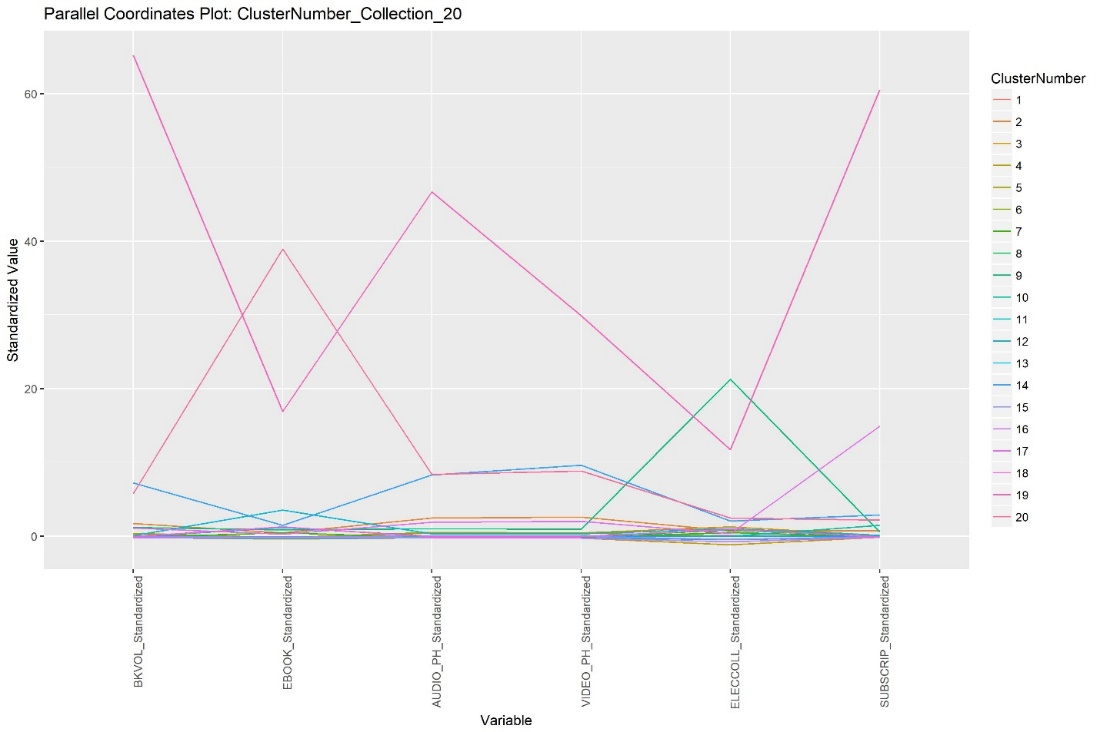 Parallel Coordinates Plot: ClusterNumber_Collection_20
Standardized Value
60
40
20
0
BKVOL_Standardized
EBOOK_Standardized
AUDIO_PH_Standardized
VIDEO_PH_Standardized
ELECCOLL_Standardized
SUBSCRIP_Standardized
Variable
ClusterNumber
1
2
3
4
5
6
7
8
9
10
11
12
13
14
15
16
17
18
19
20